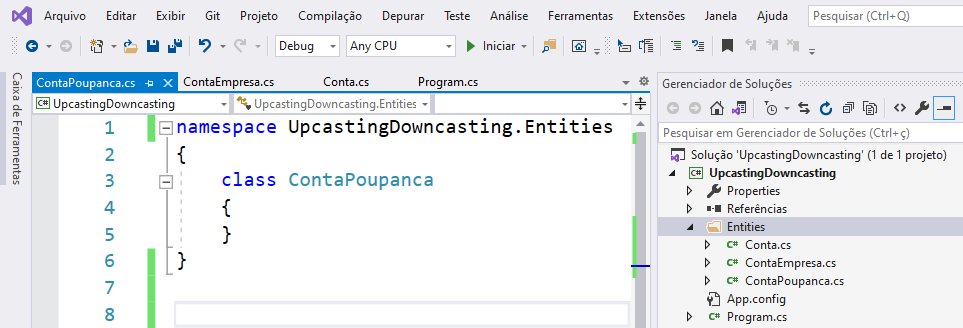 Arquivo Editar Exibir Git Projeto Compilação Depurar Teste Análise Ferramentas Extensões Janela Ajuda Pesquisar (Ctrl+Q)
Debug Any CPU Iniciar
Caixa de Ferramentas
ContaPoupanca.cs ContaEmpresa.cs Conta.cs Program.cs
C# UpcastingDowncasting UpcastingDowncasting.Entities
1 namespace UpcastingDowncasting.Entities
2 {
3 class ContaPoupanca
4 {
5 }
6 }
7
8
Gerenciador de Soluções
Pesquisar em Gerenciador de Soluções (Ctrl+ç)
Solução 'UpcastingDowncasting' (1 de 1 projeto)
C# UpcastingDowncasting
Properties
Referências
Entities
C# Conta.cs
C# ContaEmpresa.cs
C# ContaPoupanca.cs
App.config
C# Program.cs